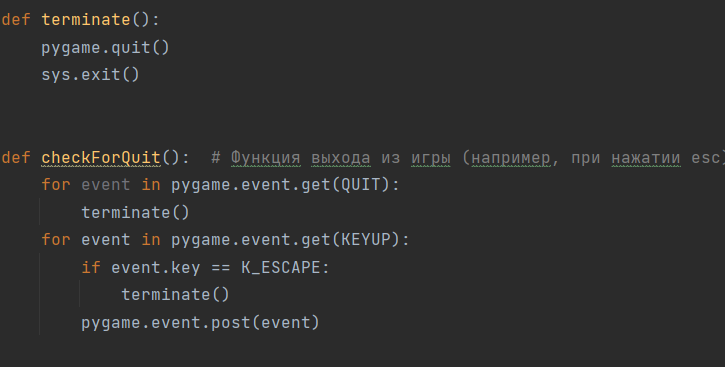 def terminate():
    pygame.quit()
    sys.exit()
def checkForQuit():  # Функция выхода из игры (например, при нажатии esc)
    for event in pygame.event.get(QUIT):
        terminate()
    for event in pygame.event.get(KEYUP):
        if event.key == K_ESCAPE:
            terminate()
        pygame.event.post(event)